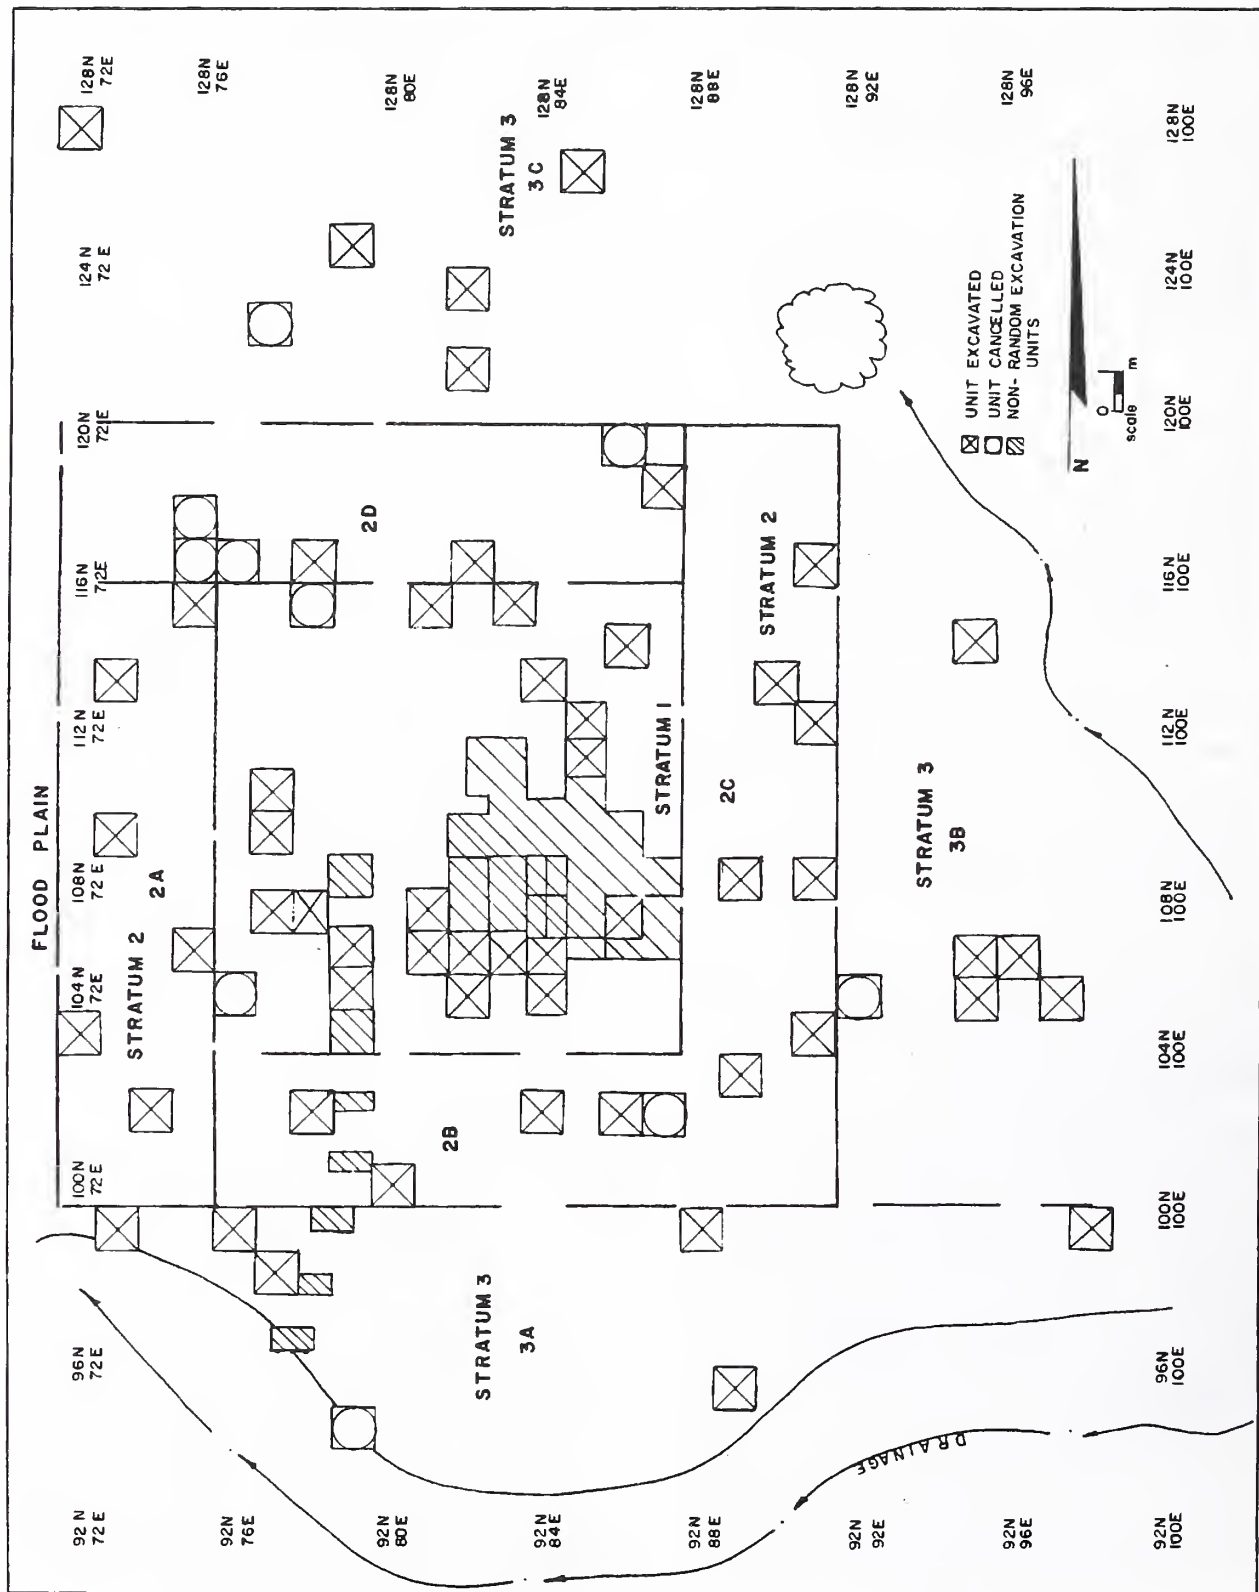 128N
72E
128N
76E
128N
80E
128N
84E
128N
88E
128N
92E
128N
96E
128N
100E
124N
72 E
STRATUM 3
3C
124N
100E
120N
72E
120N
100E
FLOOD PLAIN
116N
72E
2D
STRATUM 2
116N
100E
112N
72E
STRATUM 1
112N
100E
108N
72 E
2A
2C
STRATUM 3
3B
108N
100E
104N
72E
STRATUM 2
104N
100E
100N
72E
2B
100N
100E
96N
72E
STRATUM 3
3A
96N
100E
DRAINAGE
92N
72E
92N
76E
92N
80E
92N
84E
92N
88E
92N
92E
92N
96E
92N
100E
UNIT EXCAVATED
UNIT CANCELLED
NON- RANDOM EXCAVATION
UNITS
N
0 m
scale